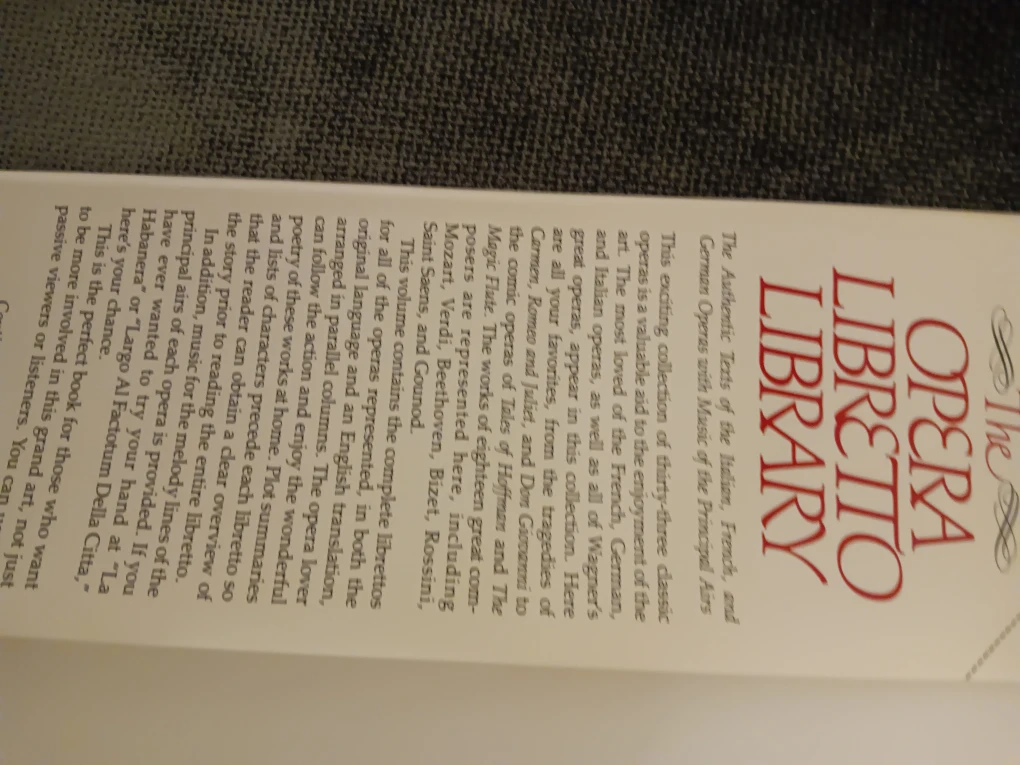 The
OPERA
LIBRETTO
LIBRARY
The Authentic Texts of the Italian, French, and
German Operas with Music of the Principal Airs
This exciting collection of thirty-three classic
operas is a valuable aid to the enjoyment of the
art. The most loved of the French, German,
and Italian operas, as well as all of Wagner's
great operas, appear in this collection. Here
are all your favorites, from the tragedies of
Carmen, Romeo and Juliet, and Don Giovanni to
the comic operas of Tales of Hoffmann and The
Magic Flute. The works of eighteen great com-
posers are represented here, including
Mozart, Verdi, Beethoven, Bizet, Rossini,
Saint Saens, and Gounod.
This volume contains the complete librettos
for all of the operas represented, in both the
original language and an English translation,
arranged in parallel columns. The opera lover
can follow the action and enjoy the wonderful
poetry of these works at home. Plot summaries
and lists of characters precede each libretto so
that the reader can obtain a clear overview of
the story prior to reading the entire libretto.
In addition, music for the melody lines of the
principal airs of each opera is provided. If you
have ever wanted to try your hand at "La
Habanera" or "Largo Al Factotum Della Citta,"
here's your chance.
This is the perfect book for those who want
to be more involved in this grand art, not just
passive viewers or listeners. You can